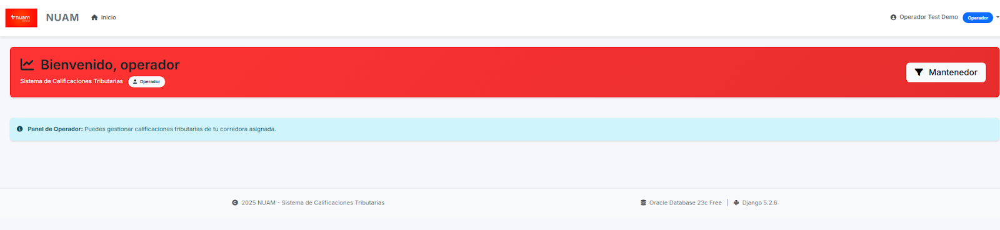 nuam
NUAM
Inicio
Operador Test Demo
Operador
Bienvenido, operador
Sistema de Calificaciones Tributarias
Operador
Mantenedor
Panel de Operador: Puedes gestionar calificaciones tributarias de tu corredora asignada.
2025 NUAM - Sistema de Calificaciones Tributarias
Oracle Database 23c Free | Django 5.2.6